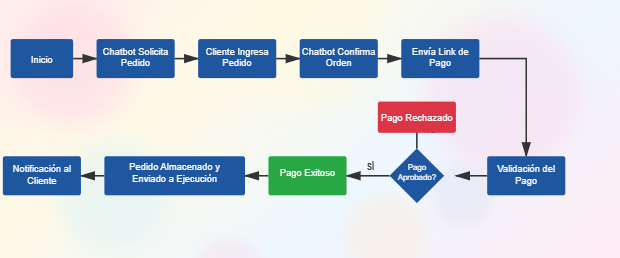 Inicio
Chatbot Solicita
Pedido
Cliente Ingresa
Pedido
Chatbot Confirma
Orden
Envía Link de
Pago
Pago Rechazado
Notificación al
Cliente
Pedido Almacenado y
Enviado a Ejecución
Pago Exitoso
SÍ
Pago
Aprobado?
Validación del
Pago